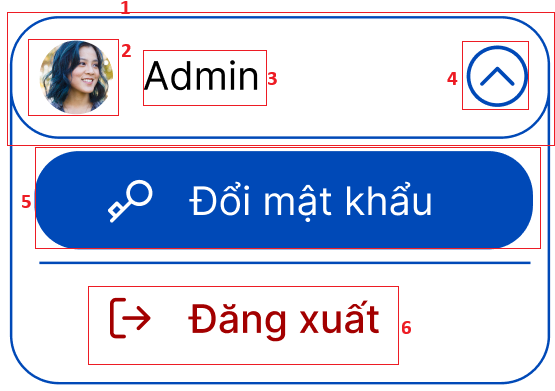 1
2
Admin 3
4
5 Đổi mật khẩu
Đăng xuất 6